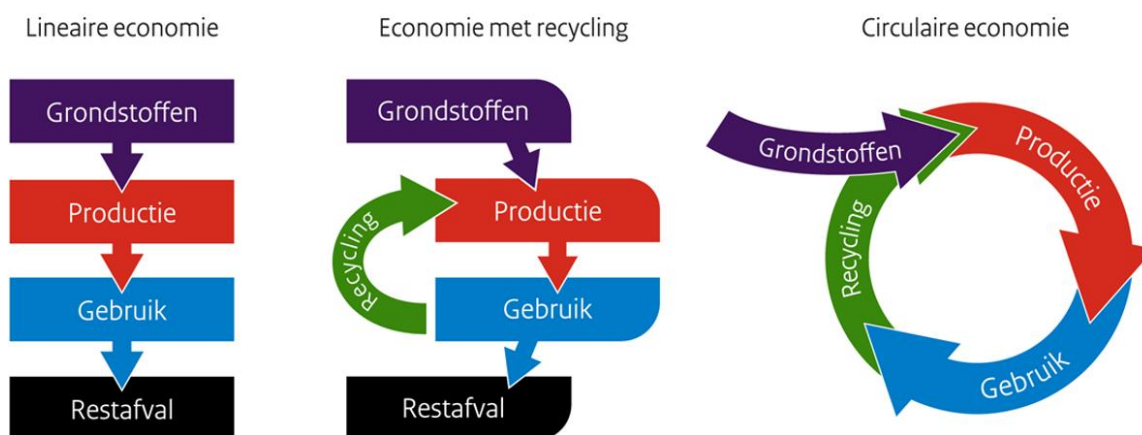 Lineaire economie
Grondstoffen
Productie
Gebruik
Restafval
Economie met recycling
Grondstoffen
Recycling
Productie
Gebruik
Restafval
Circulaire economie
Grondstoffen
Productie
Gebruik
Recycling